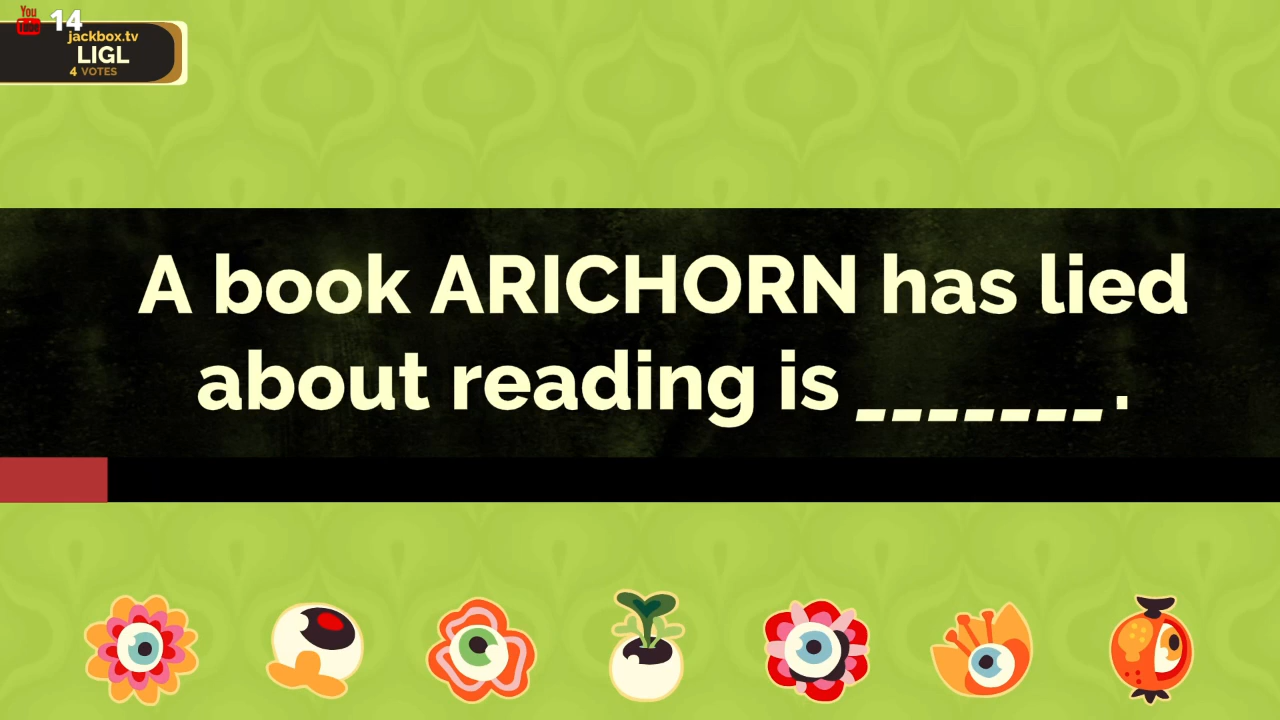 You
Tube 14
jackbox.tv
LIGL
4 VOTES
A book ARICHORN has lied
about reading is _______.